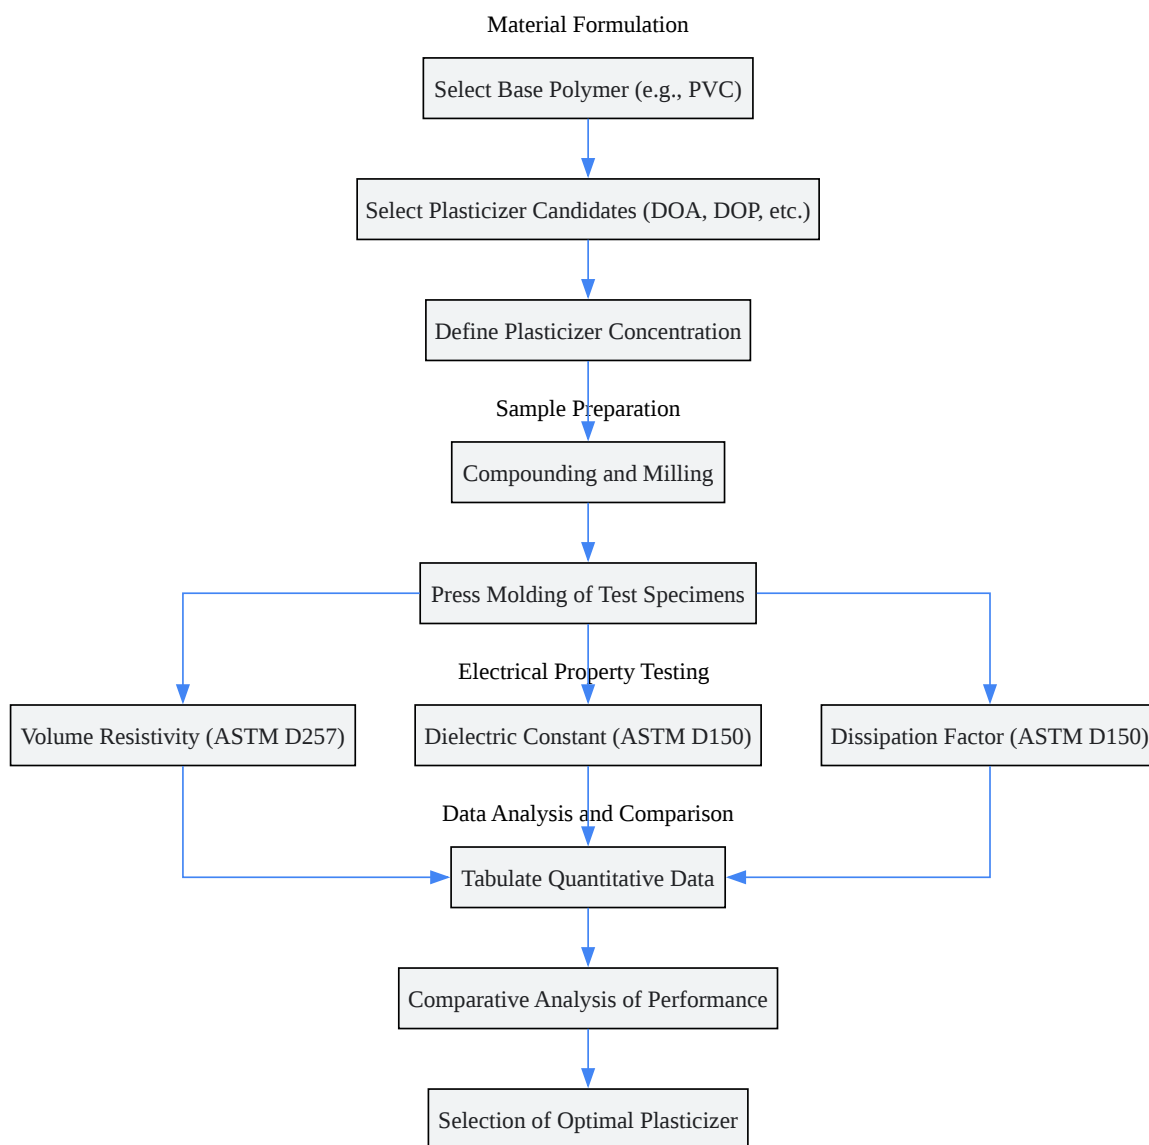 Material Formulation
Select Base Polymer (e.g., PVC)
Select Plasticizer Candidates (DOA, DOP, etc.)
Define Plasticizer Concentration
Sample Preparation
Compounding and Milling
Press Molding of Test Specimens
Electrical Property Testing
Volume Resistivity (ASTM D257)
Dielectric Constant (ASTM D150)
Dissipation Factor (ASTM D150)
Data Analysis and Comparison
Tabulate Quantitative Data
Comparative Analysis of Performance
Selection of Optimal Plasticizer